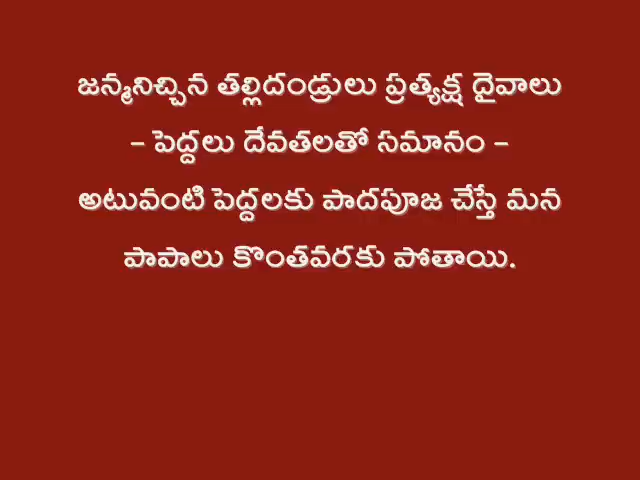 జన్మనిచ్చిన తల్లిదండ్రులు ప్రత్యక్ష దైవాలు
– పెద్దలు దేవతలతో సమానం –
అటువంటి పెద్దలకు పాదపూజ చేస్తే మన
పాపాలు కొంతవరకు పోతాయి.